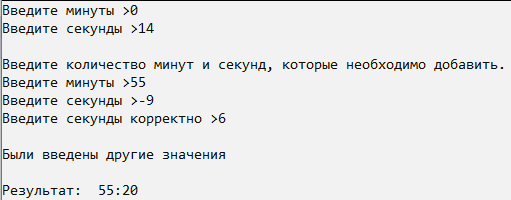 Введите минуты >0
Введите секунды >14
Введите количество минут и секунд, которые необходимо добавить.
Введите минуты >55
Введите секунды >-9
Введите секунды корректно >6
Были введены другие значения
Результат:  55:20